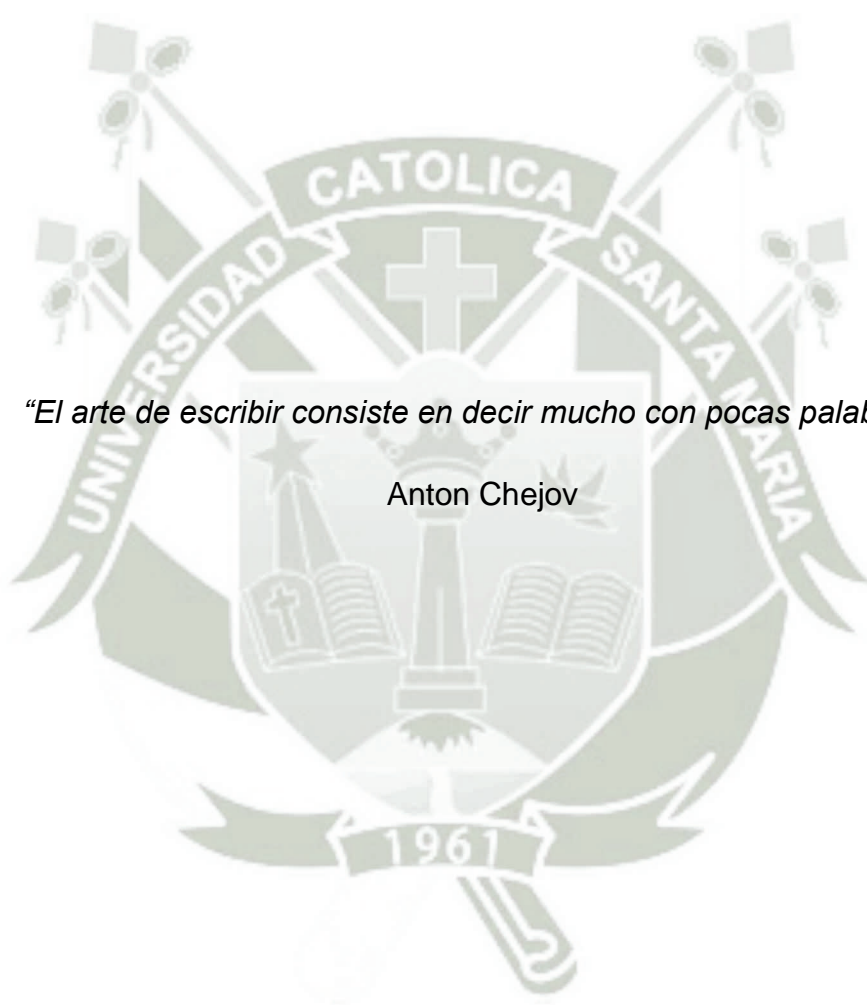 UNIVERSIDAD CATOLICA SANTA MARIA
“El arte de escribir consiste en decir mucho con pocas
Anton Chejov
1961